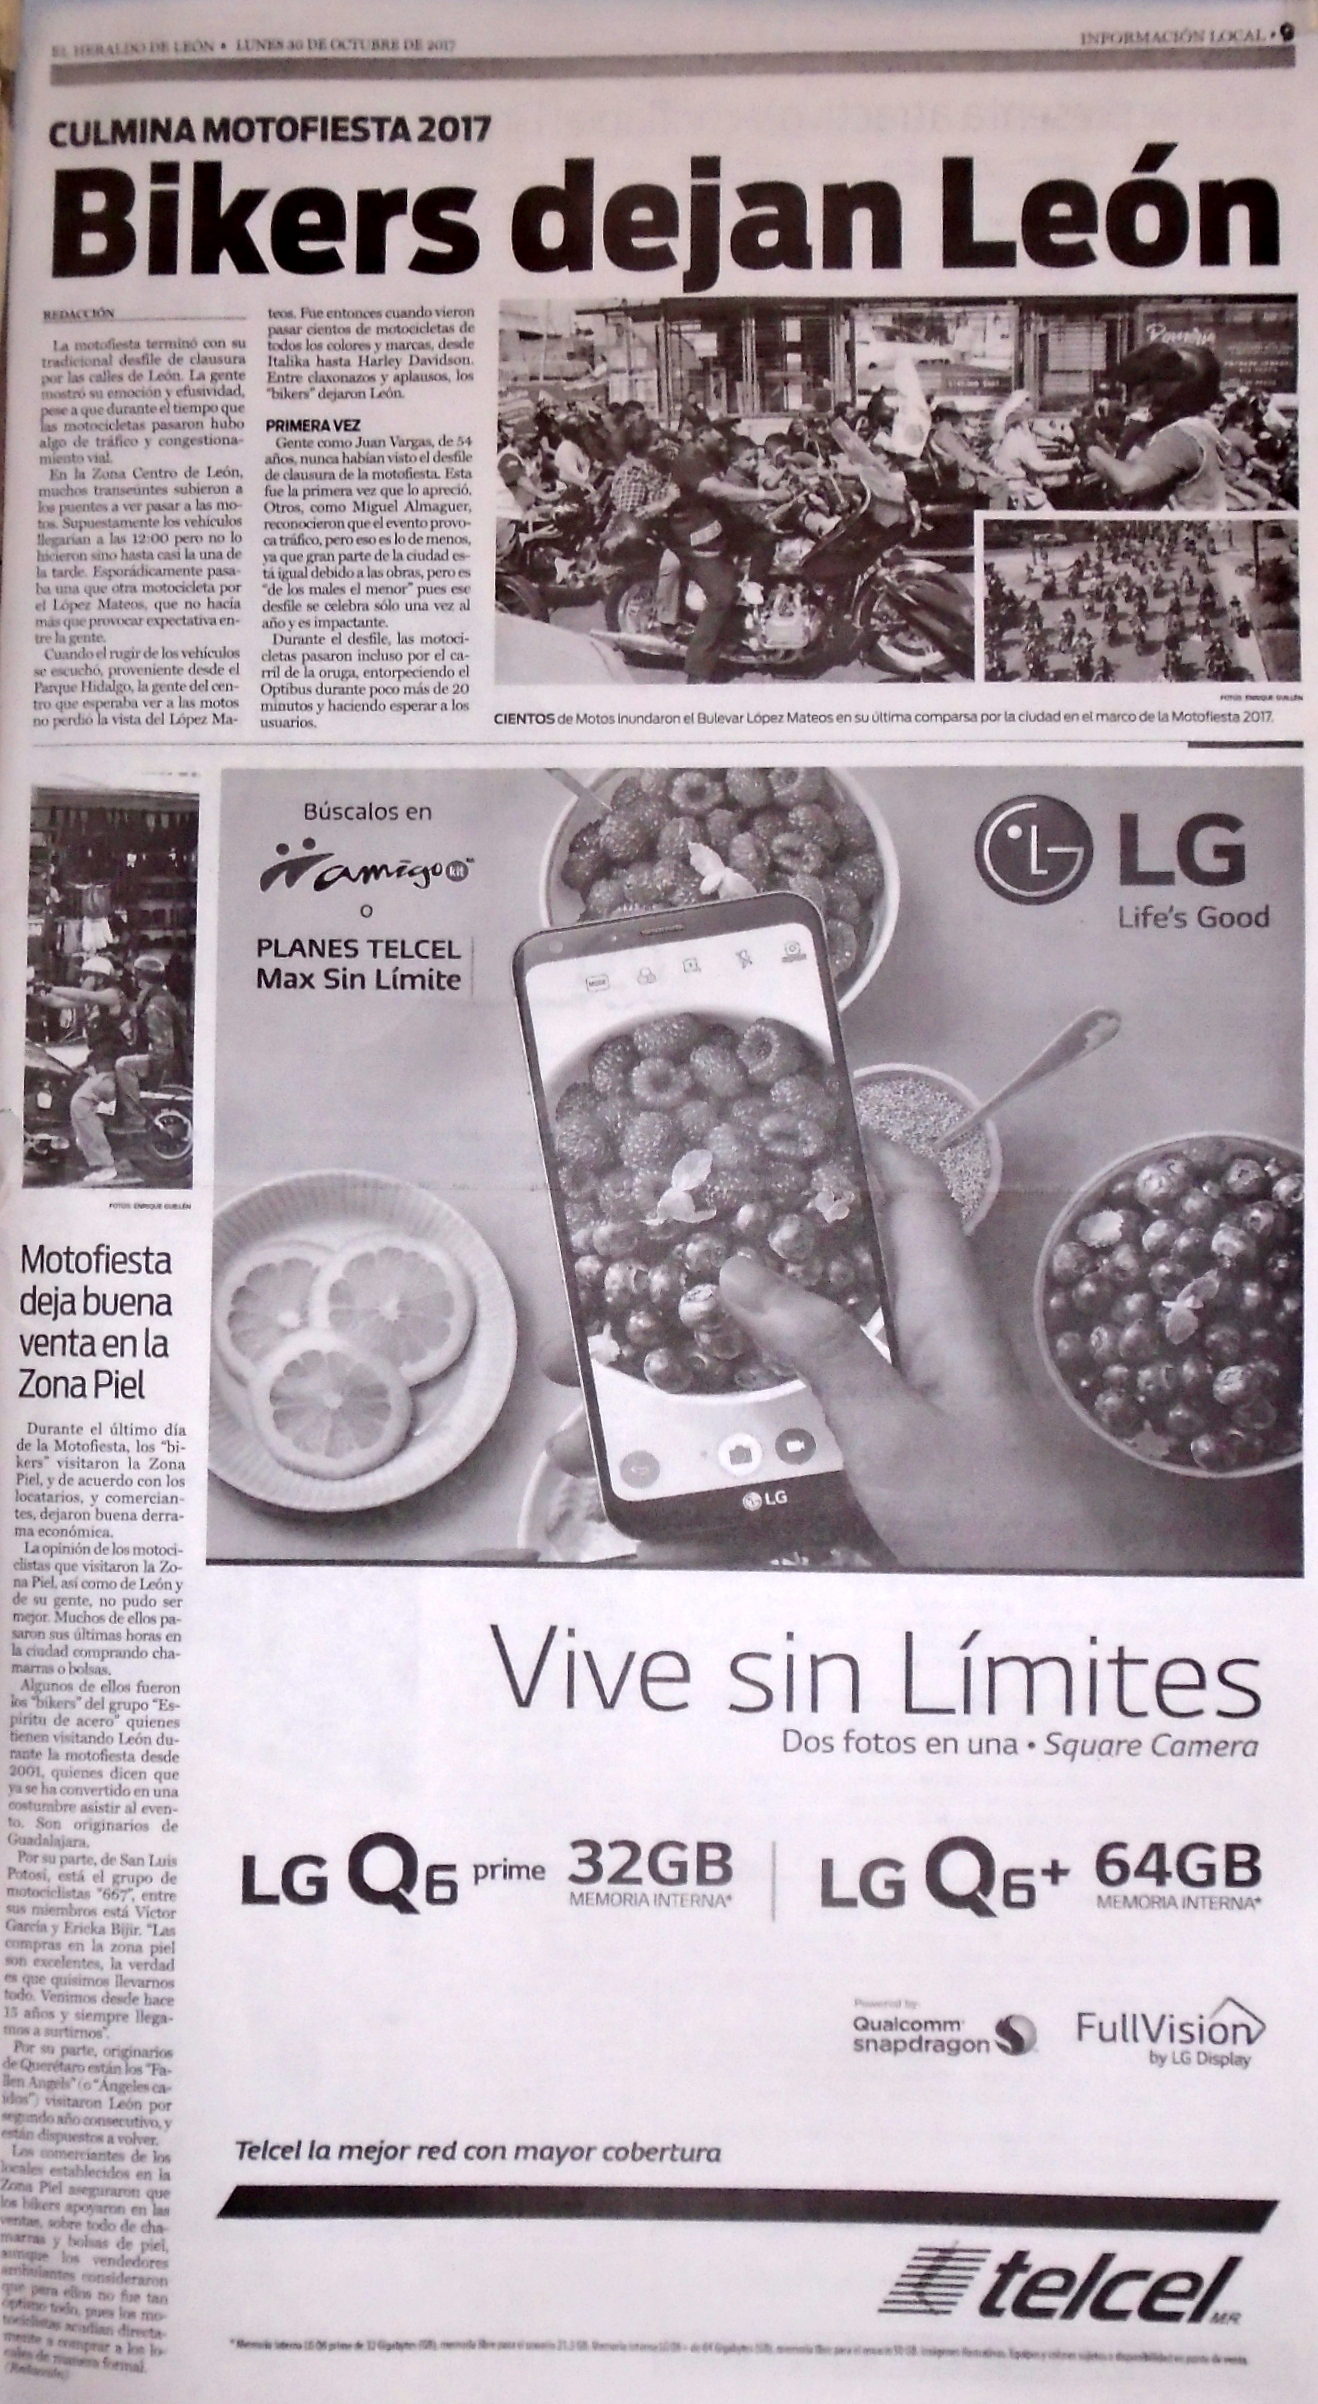 EL HERALDO DE LEÓN • LUNES 30 DE OCTUBRE DE 2017
INFORMACIÓN LOCAL • 9
CULMINA MOTOFIESTA 2017
Bikers dejan León
REDACCIÓN
La motofiesta terminó con su
tradicional desfile de clausura
por las calles de León. La gente
mostró su emoción y efusividad,
pese a que durante el tiempo que
las motocicletas pasaron hubo
algo de tráfico y congestiona-
miento vial.
En la Zona Centro de León,
muchos transeúntes subieron a
los puentes a ver pasar a las mo-
tos. Supuestamente los vehículos
llegarían a las 12:00 pero no lo
hicieron sino hasta casi la una de
la tarde. Esporádicamente pasa-
ba una que otra motocicleta por
el López Mateos, que no hacía
más que provocar expectativa en-
tre la gente.
Cuando el rugir de los vehículos
se escuchó, proveniente desde el
Parque Hidalgo, la gente del cen-
tro que esperaba ver a las motos
no perdió la vista del López Ma-
teos. Fue entonces cuando vieron
pasar cientos de motocicletas de
todos los colores y marcas, desde
Italika hasta Harley Davidson.
Entre claxonazos y aplausos, los
"bikers" dejaron León.
PRIMERA VEZ
Gente como Juan Vargas, de 54
años, nunca habían visto el desfile
de clausura de la motofiesta. Esta
fue la primera vez que lo apreció.
Otros, como Miguel Almaguer,
reconocieron que el evento provo-
ca tráfico, pero eso es lo de menos,
ya que gran parte de la ciudad es-
tá igual debido a las obras, pero es
"de los males el menor" pues ese
desfile se celebra sólo una vez al
año y es impactante.
Durante el desfile, las motoci-
cletas pasaron incluso por el ca-
rril de la oruga, entorpeciendo el
Optibus durante poco más de 20
minutos y haciendo esperar a los
usuarios.
FOTOS: ENRIQUE GUILLÉN
CIENTOS de Motos inundaron el Bulevar López Mateos en su última comparsa por la ciudad en el marco de la Motofiesta 2017.
FOTOS: ENRIQUE GUILLÉN
Motofiesta
deja buena
venta en la
Zona Piel
Durante el último día
de la Motofiesta, los "bi-
kers" visitaron la Zona
Piel, y de acuerdo con los
locatarios, y comercian-
tes, dejaron buena derra-
ma económica.
La opinión de los motoci-
clistas que visitaron la Zo-
na Piel, así como de León y
de su gente, no pudo ser
mejor. Muchos de ellos pa-
saron sus últimas horas en
la ciudad comprando cha-
marras o bolsas.
Algunos de ellos fueron
los "bikers" del grupo "Es-
píritu de acero" quienes
tienen visitando León du-
rante la motofiesta desde
2001, quienes dicen que
ya se ha convertido en una
costumbre asistir al even-
to. Son originarios de
Guadalajara.
Por su parte, de San Luis
Potosí, está el grupo de
motociclistas "667", entre
sus miembros está Víctor
García y Ericka Bijir. "Las
compras en la zona piel
son excelentes, la verdad
es que quisimos llevarnos
todo. Venimos desde hace
15 años y siempre llega-
mos a surtirnos".
Por su parte, originarios
de Querétaro están los "Fa-
llen Angels" (o "Ángeles ca-
ídos") visitaron León por
segundo año consecutivo, y
están dispuestos a volver.
Los comerciantes de los
locales establecidos en la
Zona Piel aseguraron que
los bikers apoyaron en las
ventas, sobre todo de cha-
marras y bolsas de piel,
aunque los vendedores
ambulantes consideraron
que para ellos no fue tan
óptimo todo, pues los mo-
tociclistas acudían directa-
mente a comprar a los lo-
cales de manera formal.
(Redacción)
Búscalos en
amigo kit
o
PLANES TELCEL
Max Sin Límite
LG
Life's Good
MODE
LG
Vive sin Límites
Dos fotos en una • Square Camera
LG Q6 prime 32GB
MEMORIA INTERNA*
LG Q6+ 64GB
MEMORIA INTERNA*
Powered by
Qualcomm
snapdragon
FullVision
by LG Display
Telcel la mejor red con mayor cobertura
telcel MR